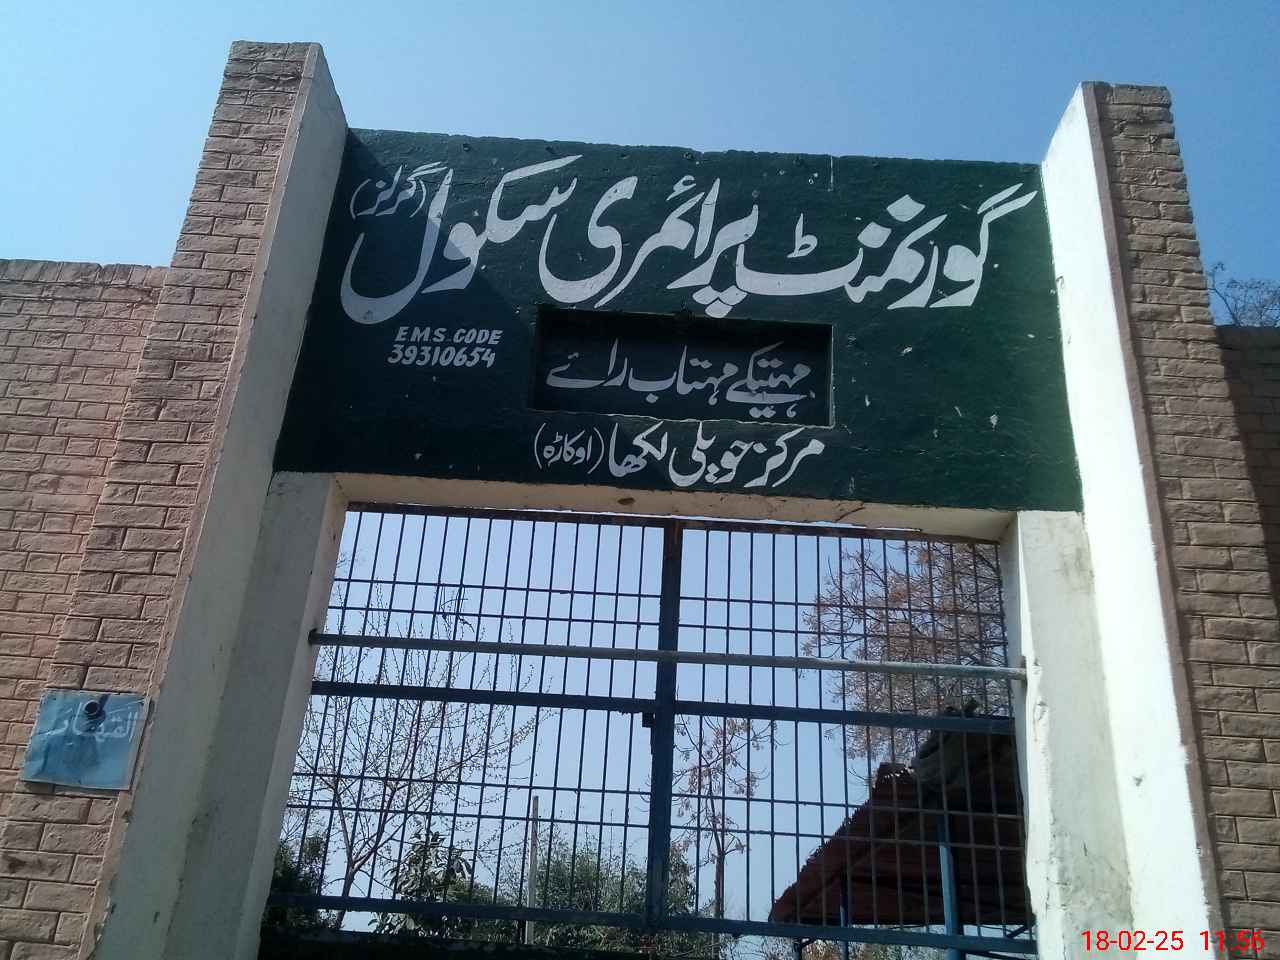 گورنمنٹ پرائمری سکول (گرلز)
E.M.S. CODE
39310654
مہتیکے مہتاب رائے
مرکز حویلی لکھا (اوکاڑہ)
18-02-25 11:56